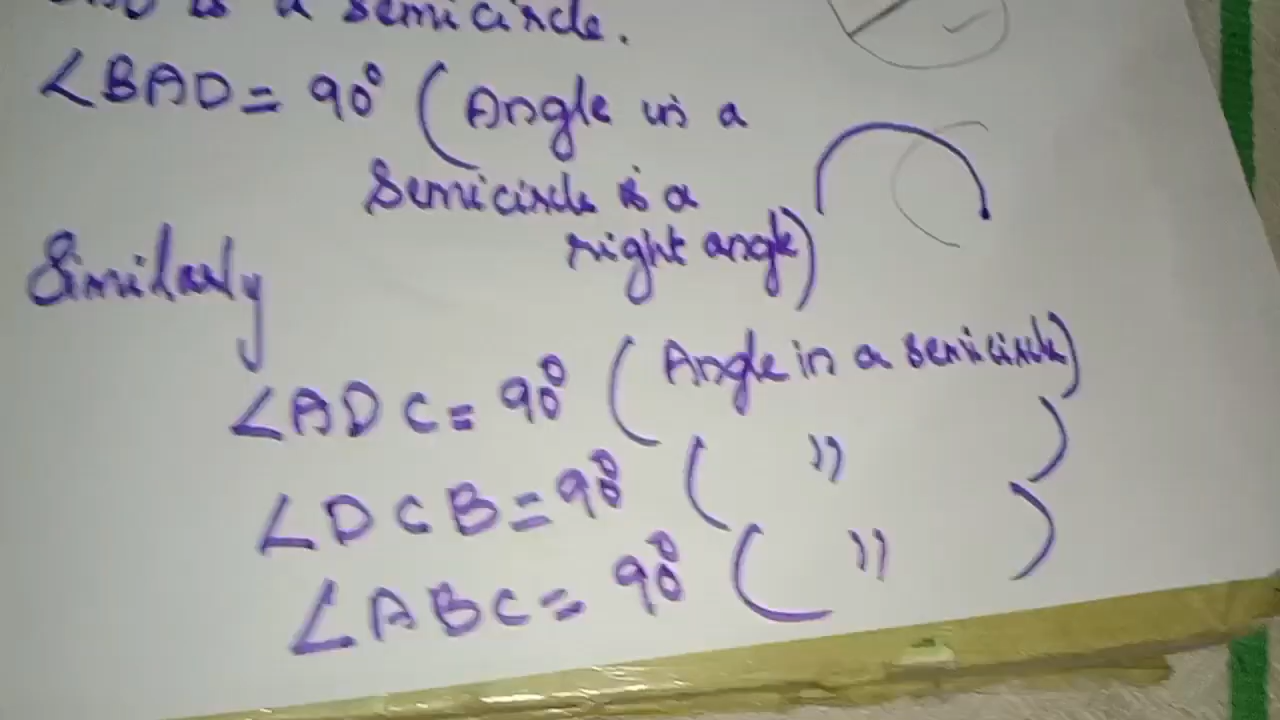 is a semicircle.
∠BAD = 90° (Angle in a
semicircle is a
right angle)
Similarly
∠ADC = 90° (Angle in a semicircle)
∠DCB = 90° ( " )
∠ABC = 90° ( " )